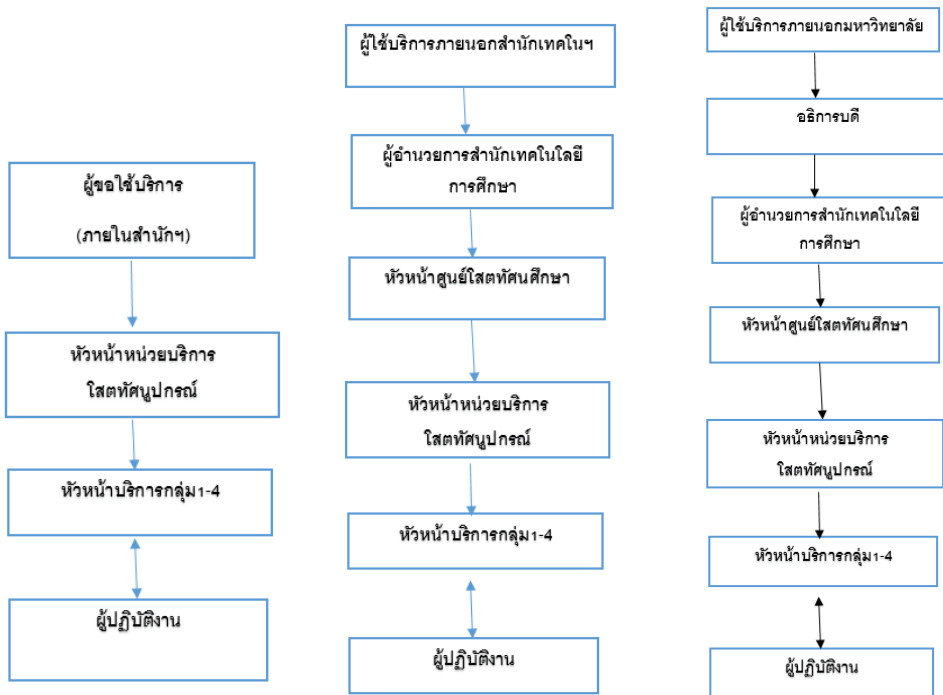 ผู้ขอใช้บริการ
(ภายในสำนักฯ)
หัวหน้าหน่วยบริการ
โสตทัศนูปกรณ์
หัวหน้าบริการกลุ่ม1-4
ผู้ปฏิบัติงาน
ผู้ใช้บริการภายนอกสำนักเทคโนฯ
ผู้อำนวยการสำนักเทคโนโลยี
การศึกษา
หัวหน้าศูนย์โสตทัศนศึกษา
หัวหน้าหน่วยบริการ
โสตทัศนูปกรณ์
หัวหน้าบริการกลุ่ม1-4
ผู้ปฏิบัติงาน
ผู้ใช้บริการภายนอกมหาวิทยาลัย
อธิการบดี
ผู้อำนวยการสำนักเทคโนโลยี
การศึกษา
หัวหน้าศูนย์โสตทัศนศึกษา
หัวหน้าหน่วยบริการ
โสตทัศนูปกรณ์
หัวหน้าบริการกลุ่ม1-4
ผู้ปฏิบัติงาน